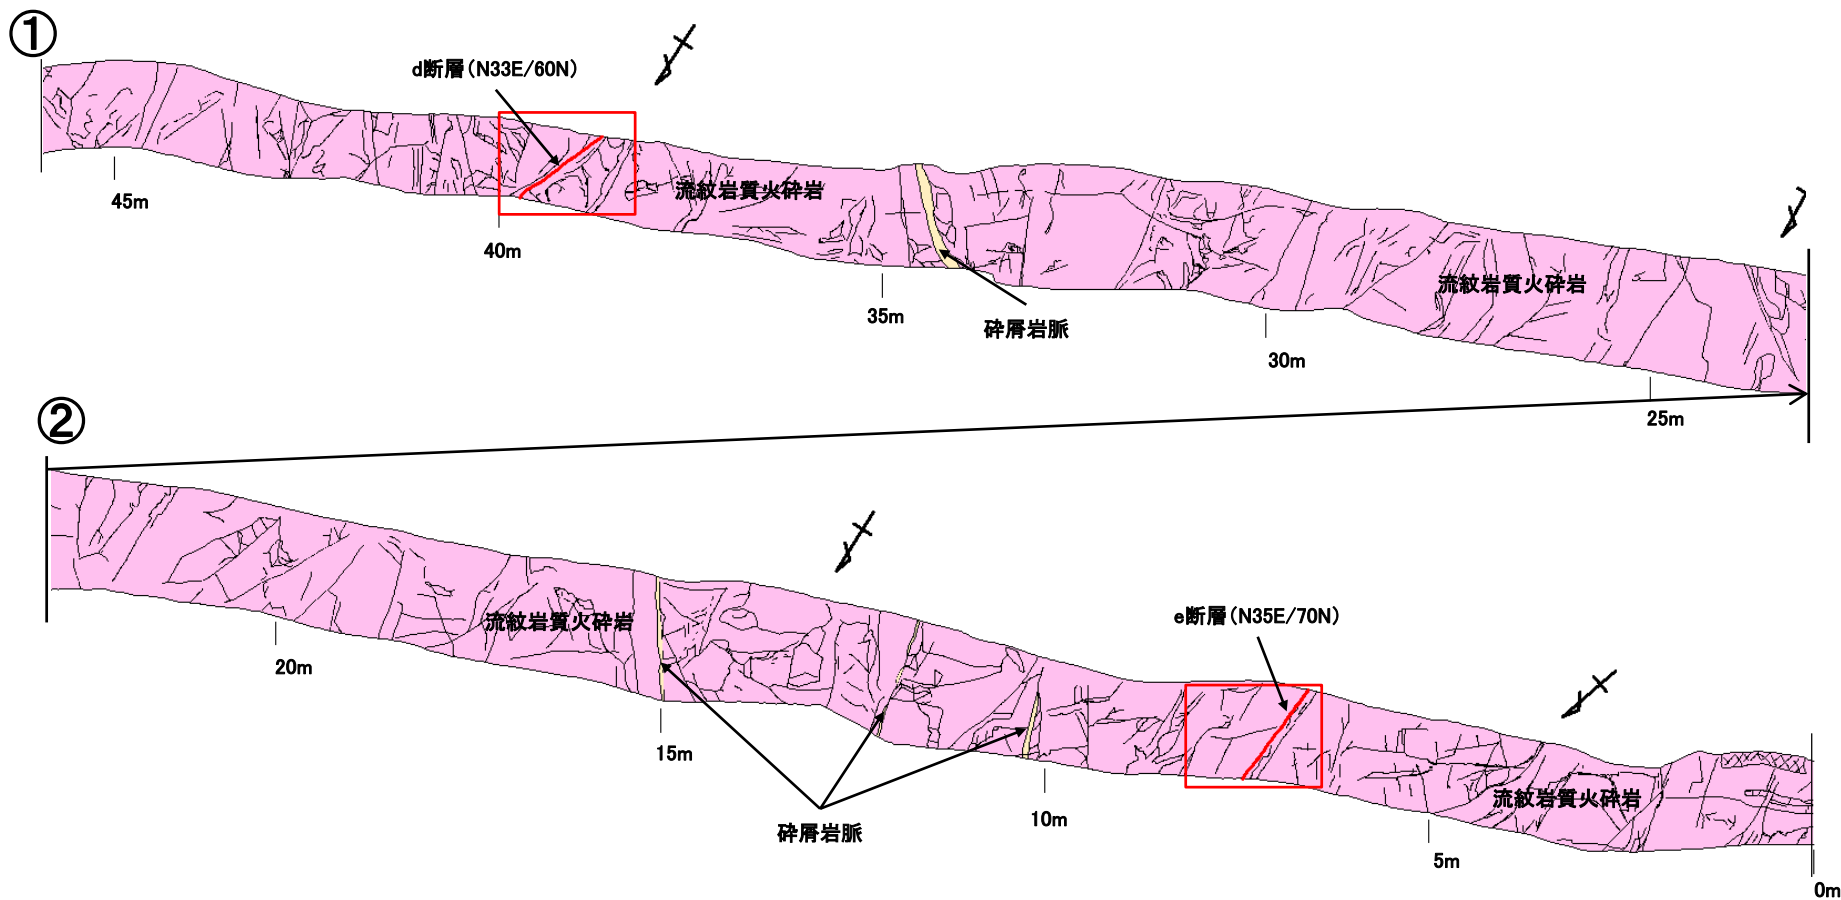 ①
d断層(N33E/60N)
流紋岩質火砕岩
45m
40m
35m
砕屑岩脈
流紋岩質火砕岩
30m
25m
②
流紋岩質火砕岩
e断層(N35E/70N)
20m
15m
砕屑岩脈
10m
流紋岩質火砕岩
5m
0m